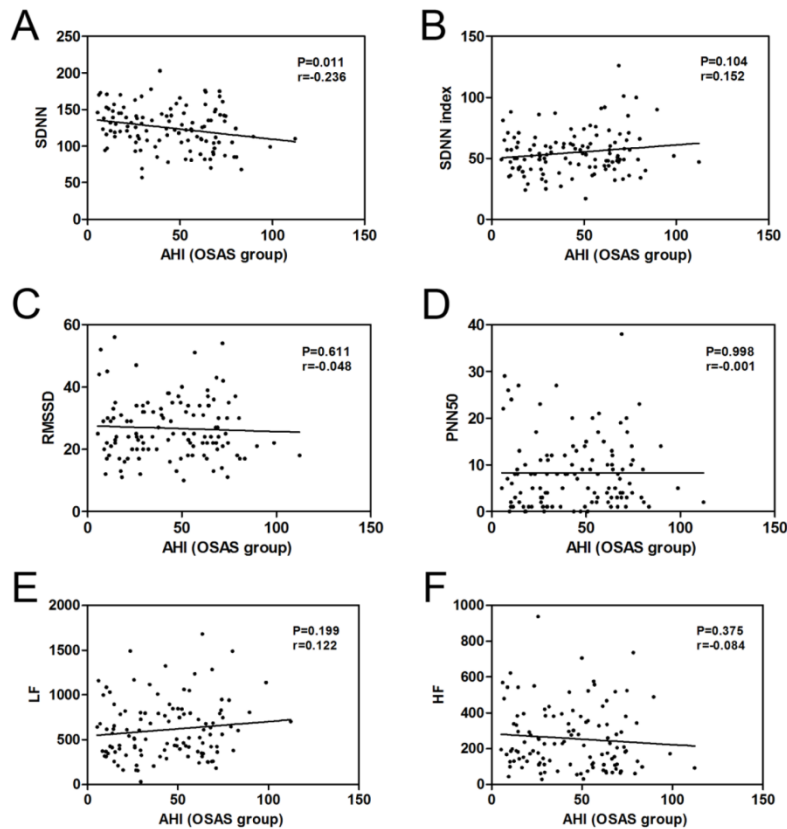 A
250
200
150
100
50
0
SDNN
P=0.011
r=-0.236
0 50 100 150
AHI (OSAS group)
B
150
100
50
0
SDNN index
P=0.104
r=0.152
0 50 100 150
AHI (OSAS group)
C
60
40
20
0
RMSSD
P=0.611
r=-0.048
0 50 100 150
AHI (OSAS group)
D
40
30
20
10
0
PNN50
P=0.998
r=-0.001
0 50 100 150
AHI (OSAS group)
E
2000
1500
1000
500
0
LF
P=0.199
r=0.122
0 50 100 150
AHI (OSAS group)
F
1000
800
600
400
200
0
HF
P=0.375
r=-0.084
0 50 100 150
AHI (OSAS group)